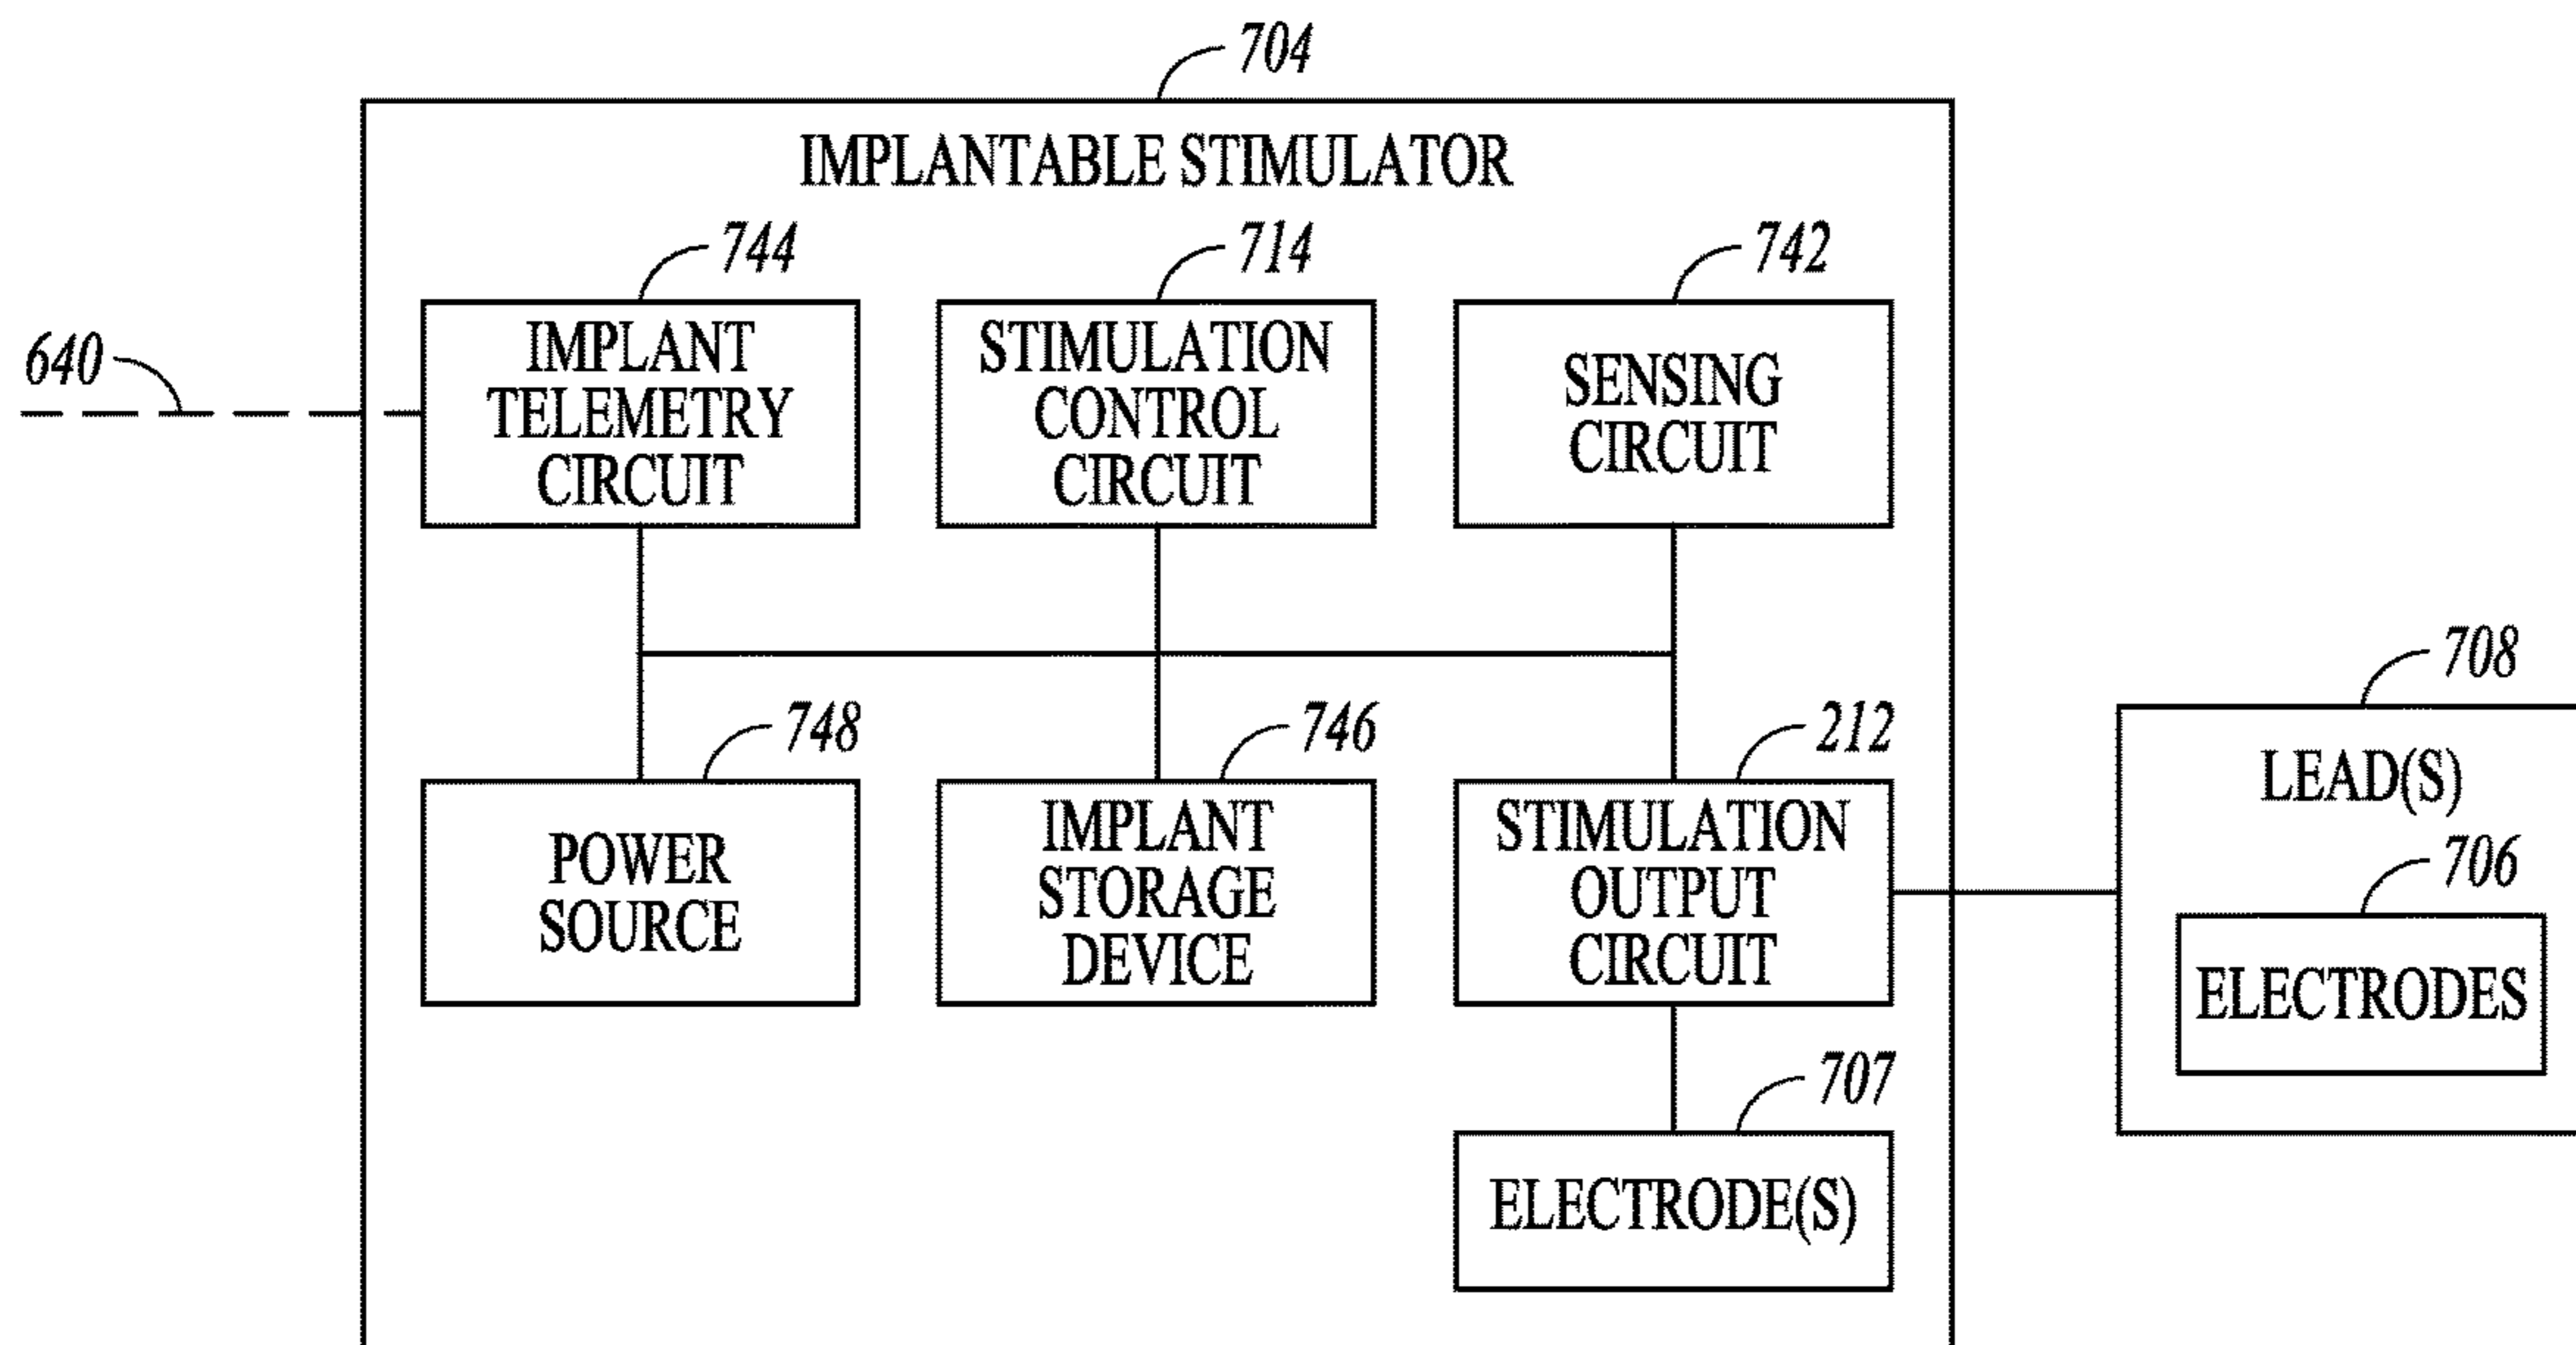 704
IMPLANTABLE STIMULATOR
744
714
742
640
IMPLANT
TELEMETRY
CIRCUIT
STIMULATION
CONTROL
CIRCUIT
SENSING
CIRCUIT
748
746
212
708
POWER
SOURCE
IMPLANT
STORAGE
DEVICE
STIMULATION
OUTPUT
CIRCUIT
LEAD(S)
706
ELECTRODES
707
ELECTRODE(S)